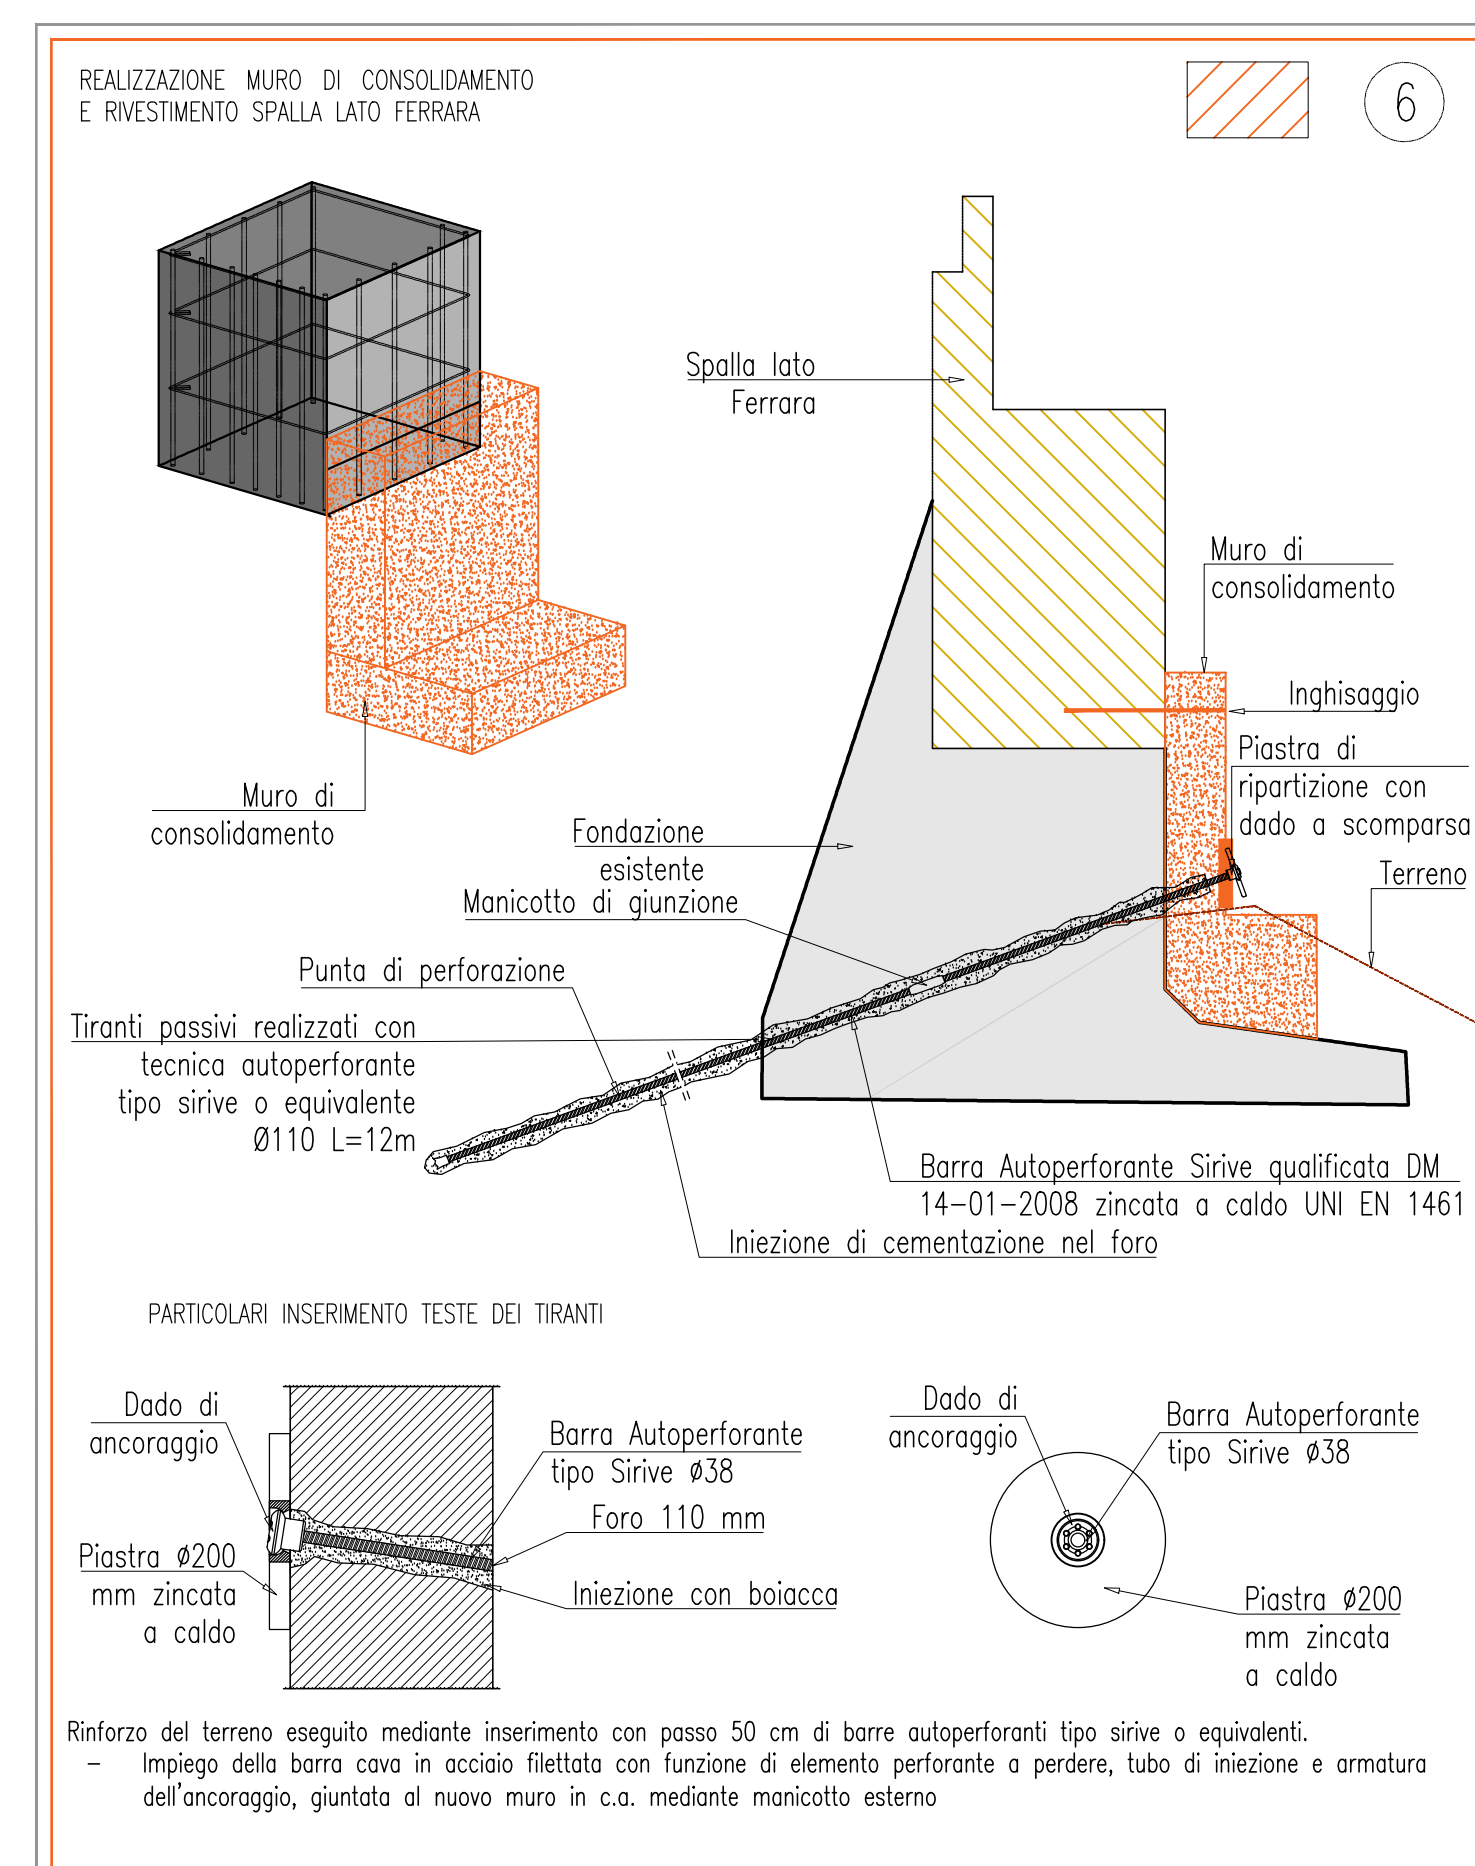 REALIZZAZIONE MURO DI CONSOLIDAMENTO
E RIVESTIMENTO SPALLA LATO FERRARA
6
Spalla lato
Ferrara
Muro di
consolidamento
Inghisaggio
Piastra di
ripartizione con
dado a scomparsa
Terreno
Muro di
consolidamento
Fondazione
esistente
Manicotto di giunzione
Punta di perforazione
Tiranti passivi realizzati con
tecnica autoperforante
tipo sirive o equivalente
Ø110 L=12m
Barra Autoperforante Sirive qualificata DM
14-01-2008 zincata a caldo UNI EN 1461
Iniezione di cementazione nel foro
PARTICOLARI INSERIMENTO TESTE DEI TIRANTI
Dado di
ancoraggio
Barra Autoperforante
tipo Sirive Ø38
Foro 110 mm
Piastra Ø200
mm zincata
a caldo
Iniezione con boiacca
Dado di
ancoraggio
Barra Autoperforante
tipo Sirive Ø38
Piastra Ø200
mm zincata
a caldo
Rinforzo del terreno eseguito mediante inserimento con passo 50 cm di barre autoperforanti tipo sirive o equivalenti.
- Impiego della barra cava in acciaio filettata con funzione di elemento perforante a perdere, tubo di iniezione e armatura
dell'ancoraggio, giuntata al nuovo muro in c.a. mediante manicotto esterno